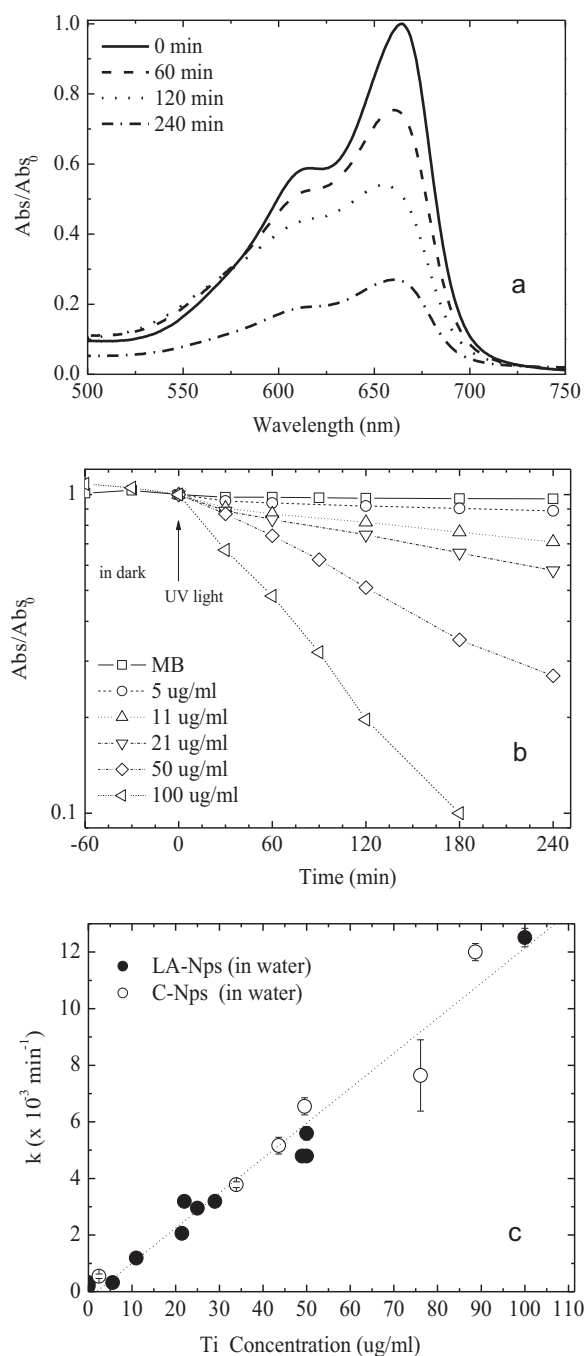 1.0
0 min
60 min
0.8
120 min
240 min
0.6
Abs/Abs0
0.4
a
0.2
0.0
500 550 600 650 700 750
Wavelength (nm)
1
in dark
UV light
Abs/Abs0
MB
5 ug/ml
11 ug/ml
21 ug/ml
50 ug/ml
100 ug/ml
b
0.1
-60 0 60 120 180 240
Time (min)
12
LA-Nps (in water)
C-Nps (in water)
10
8
k (x 10-3 min-1)
6
4
2
c
0
0 10 20 30 40 50 60 70 80 90 100 110
Ti Concentration (ug/ml)